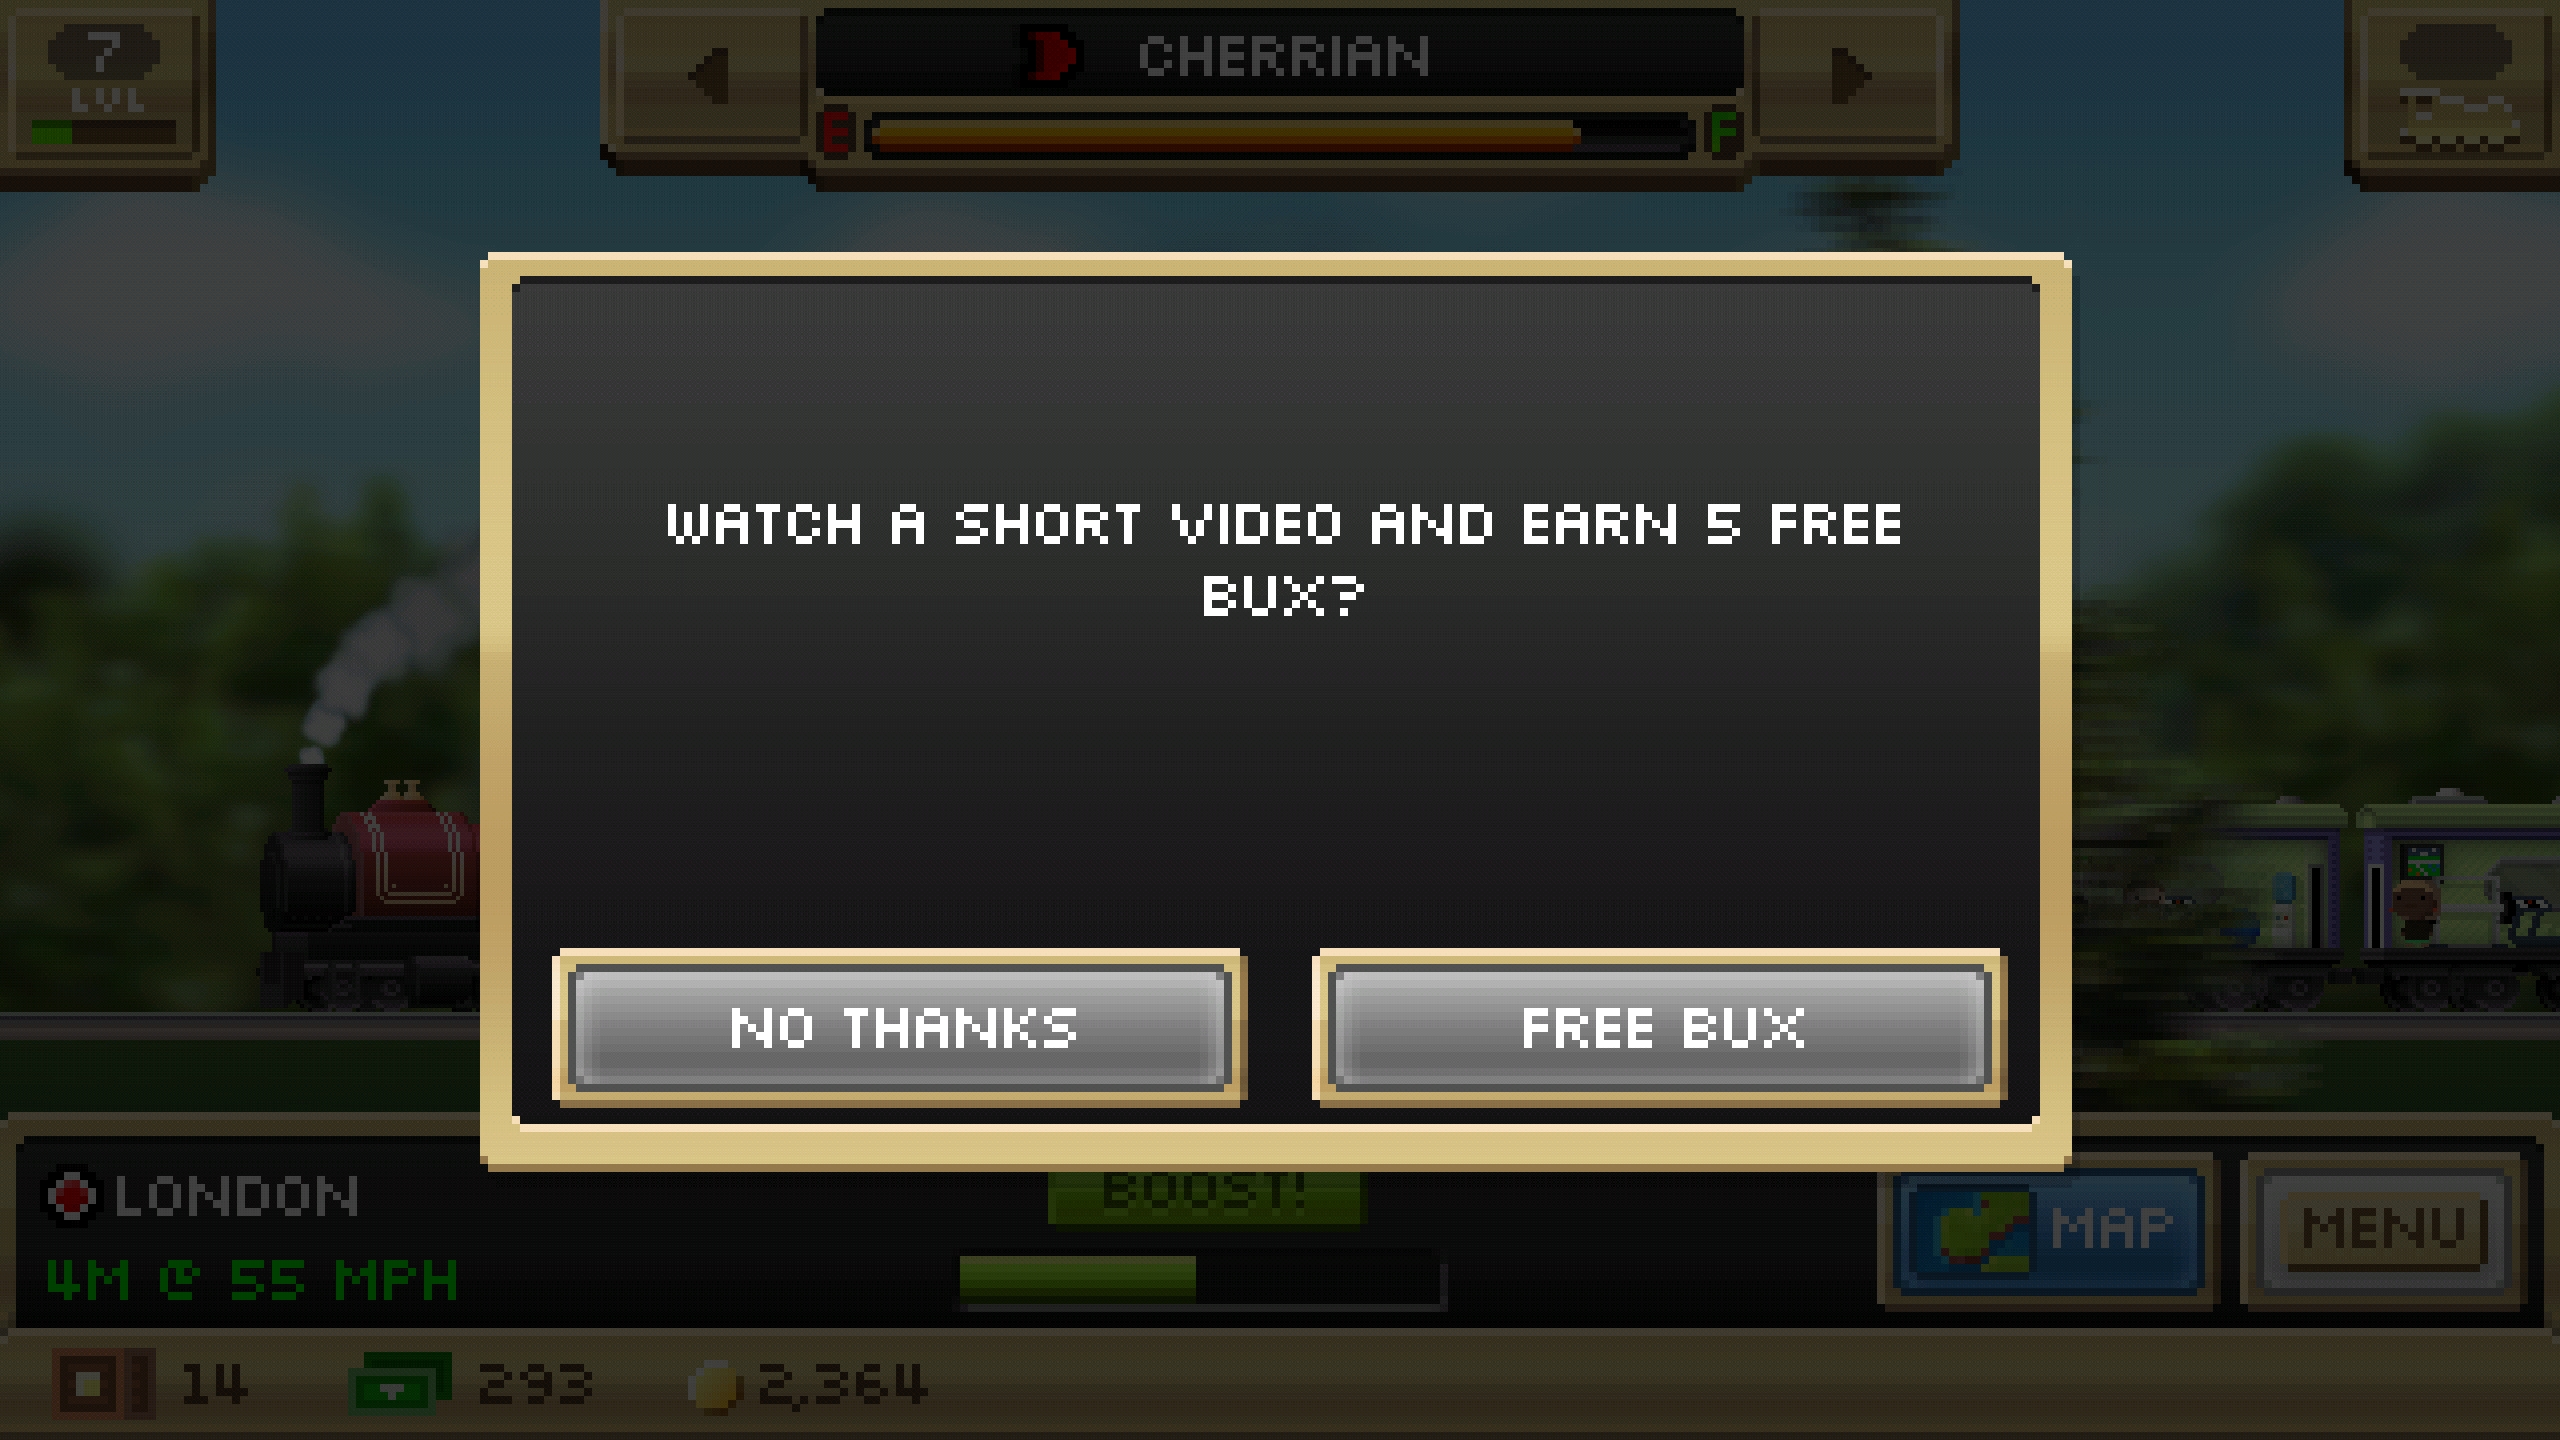 7
LVL
CHERRIAN
E F
WATCH A SHORT VIDEO AND EARN 5 FREE
BUX?
NO THANKS
FREE BUX
LONDON
BOOST!
MAP
MENU
4M @ 55 MPH
14
293
2,364